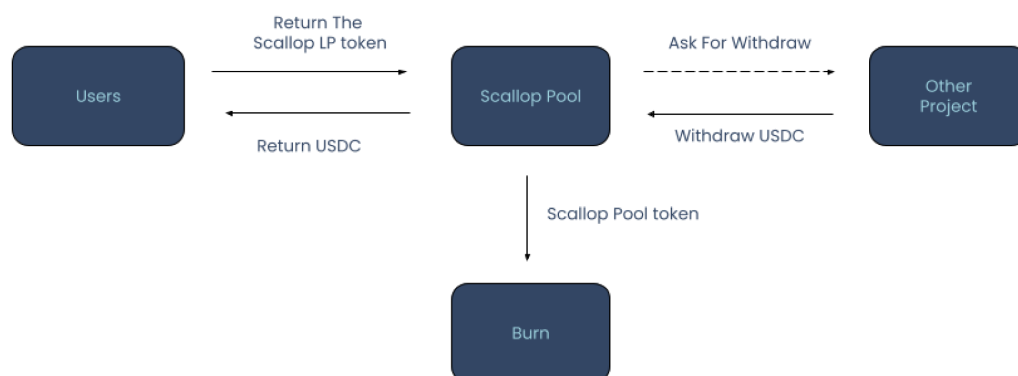 Return The
Scallop LP token
Ask For Withdraw
Users
Scallop Pool
Other
Project
Return USDC
Withdraw USDC
Scallop Pool token
Burn